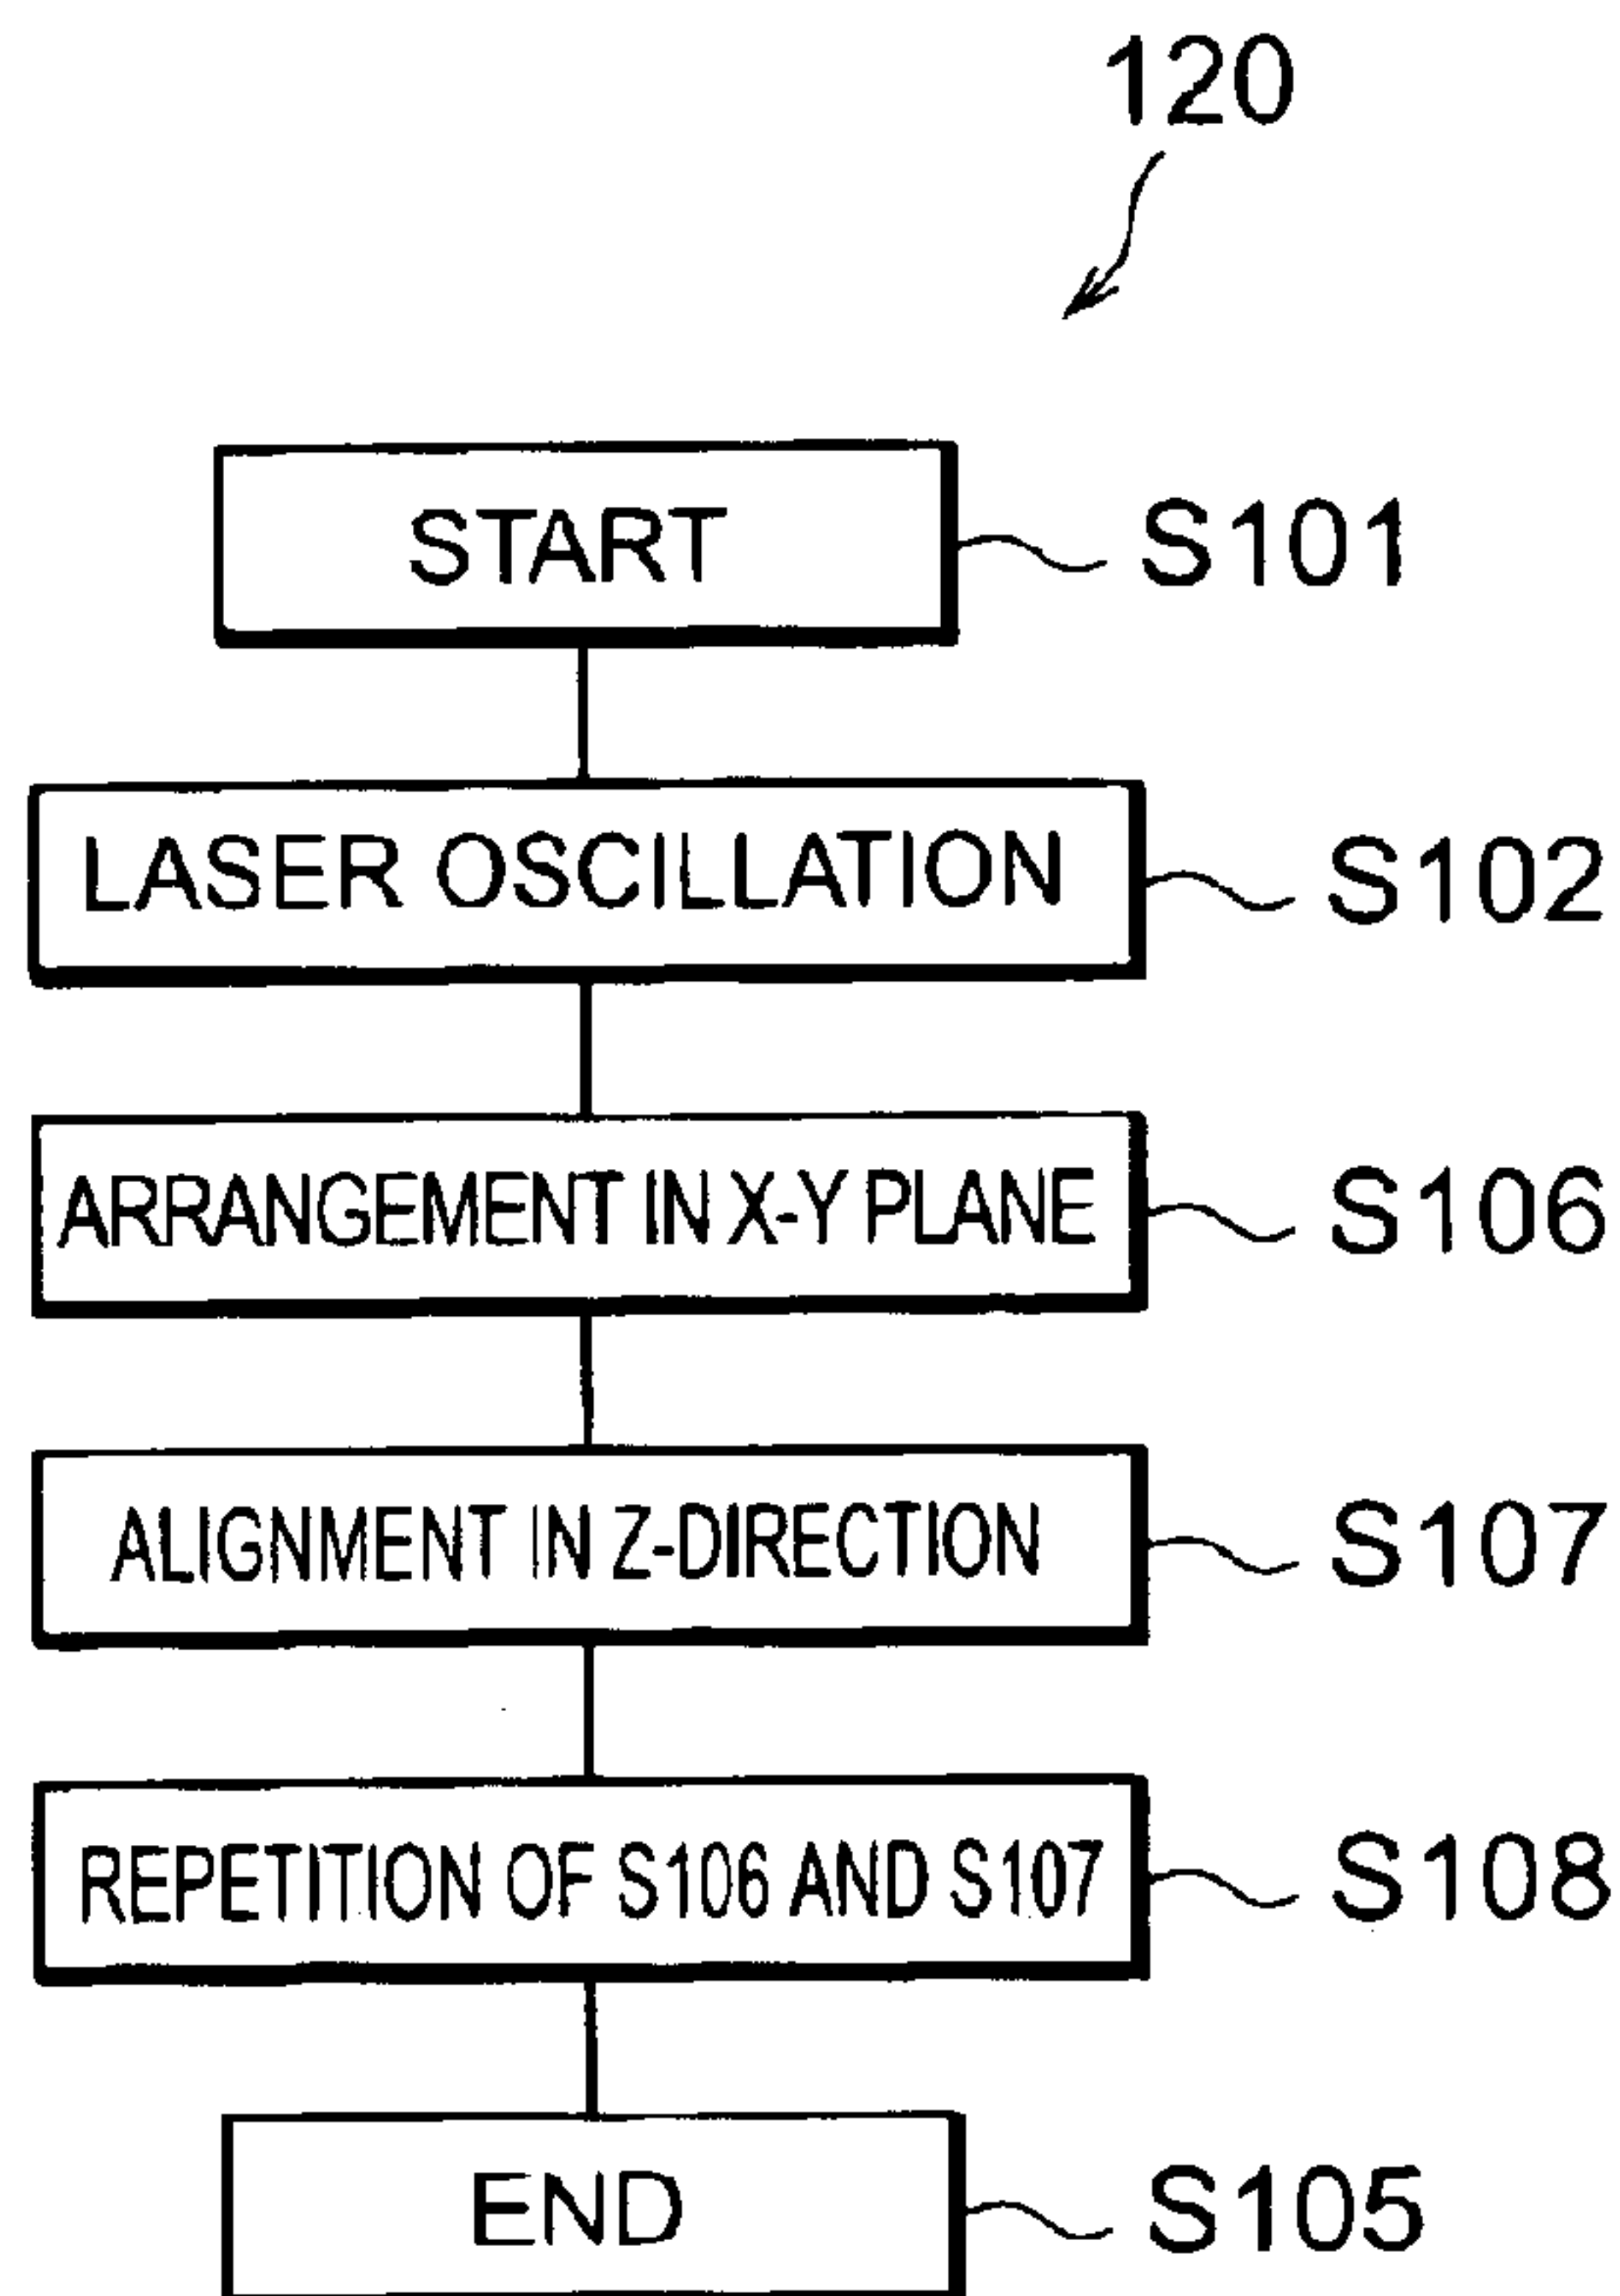 120
START S101
LASER OSCILLATION S102
ARRANGEMENT IN X-Y PLANE S106
ALIGNMENT IN Z-DIRECTION S107
REPETITION OF S106 AND S107 S108
END S105